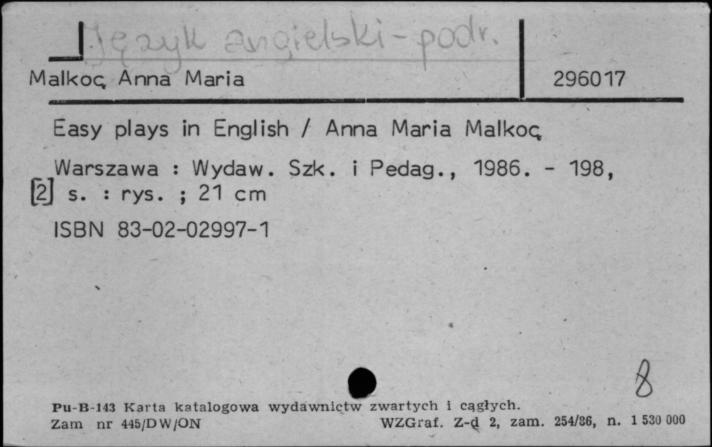 Język angielski - podr.
Malkoç Anna Maria 296017
Easy plays in English / Anna Maria Malkoç
Warszawa : Wydaw. Szk. i Pedag., 1986. - 198,
[2] s. : rys. ; 21 cm
ISBN 83-02-02997-1
8
Pu-B-143 Karta katalogowa wydawnictw zwartych i ciągłych.
Zam nr 445/DW/ON WZGraf. Z-d 2, zam. 254/86, n. 1 530 000